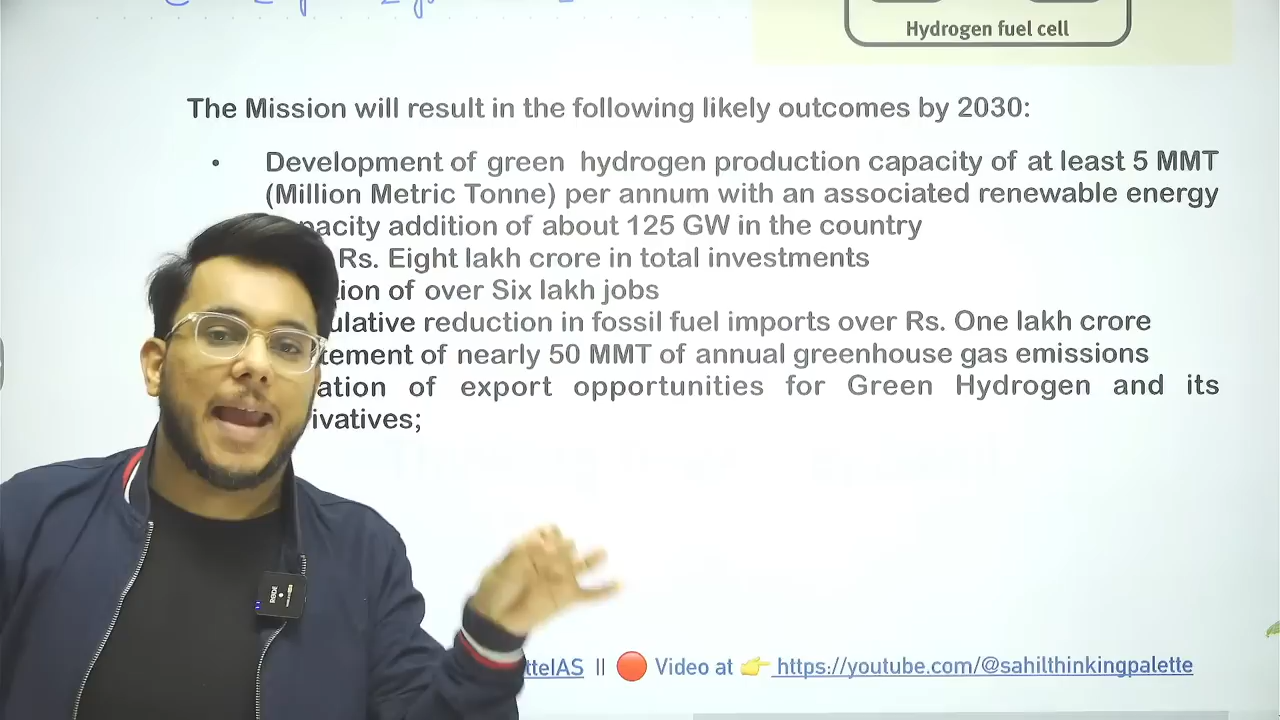 Hydrogen fuel cell
The Mission will result in the following likely outcomes by 2030:
• Development of green hydrogen production capacity of at least 5 MMT
(Million Metric Tonne) per annum with an associated renewable energy
pacity addition of about 125 GW in the country
Rs. Eight lakh crore in total investments
tion of over Six lakh jobs
ulative reduction in fossil fuel imports over Rs. One lakh crore
tement of nearly 50 MMT of annual greenhouse gas emissions
ation of export opportunities for Green Hydrogen and its
ivatives;
RØDE
tteIAS || 🔴 Video at 👉 https://youtube.com/@sahilthinkingpalette